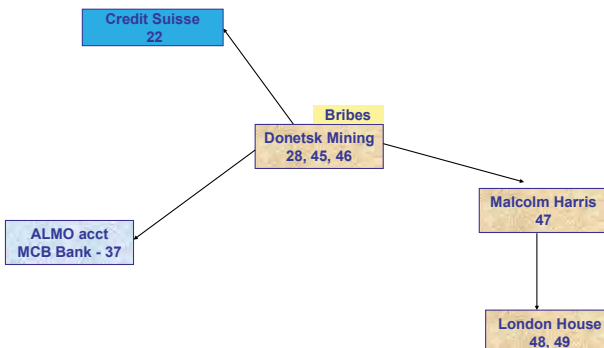 Credit Suisse
22
Bribes
Donetsk Mining
28, 45, 46
Malcolm Harris
47
ALMO acct
MCB Bank - 37
London House
48, 49